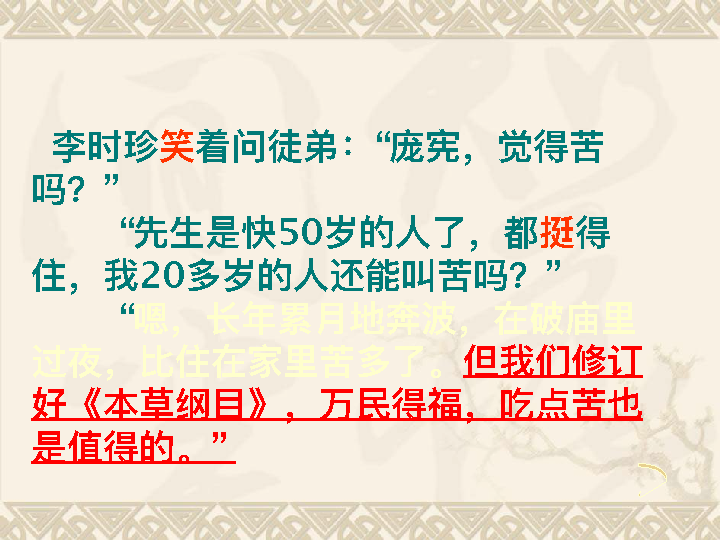 李时珍笑着问徒弟：“庞宪，觉得苦
吗？”
“先生是快50岁的人了，都挺得
住，我20多岁的人还能叫苦吗？”
“嗯，长年累月地奔波，在破庙里
过夜，比住在家里苦多了。但我们修订
好《本草纲目》，万民得福，吃点苦也
是值得的。”